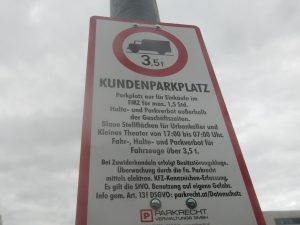 3,5t
KUNDENPARKPLATZ
Parkplatz nur für Einkäufe im
FMZ für max. 1,5 Std.
Halte- und Parkverbot außerhalb
der Geschäftszeiten.
Blaue Stellflächen für Urbankeller und
Kleines Theater von 17:00 bis 07:00 Uhr.
Fahr-, Halte- und Parkverbot für
Fahrzeuge über 3,5 t.
Bei Zuwiderhandeln erfolgt Besitzstörungsklage.
Überwachung durch die Fa. Parkrecht
mittels elektron. KFZ-Kennzeichen-Erfassung.
Es gilt die StVO. Benutzung auf eigene Gefahr.
Info gem. Art. 13f DSGVO: parkrecht.at/Datenschutz
P PARKRECHT
VERWALTUNGS GMBH